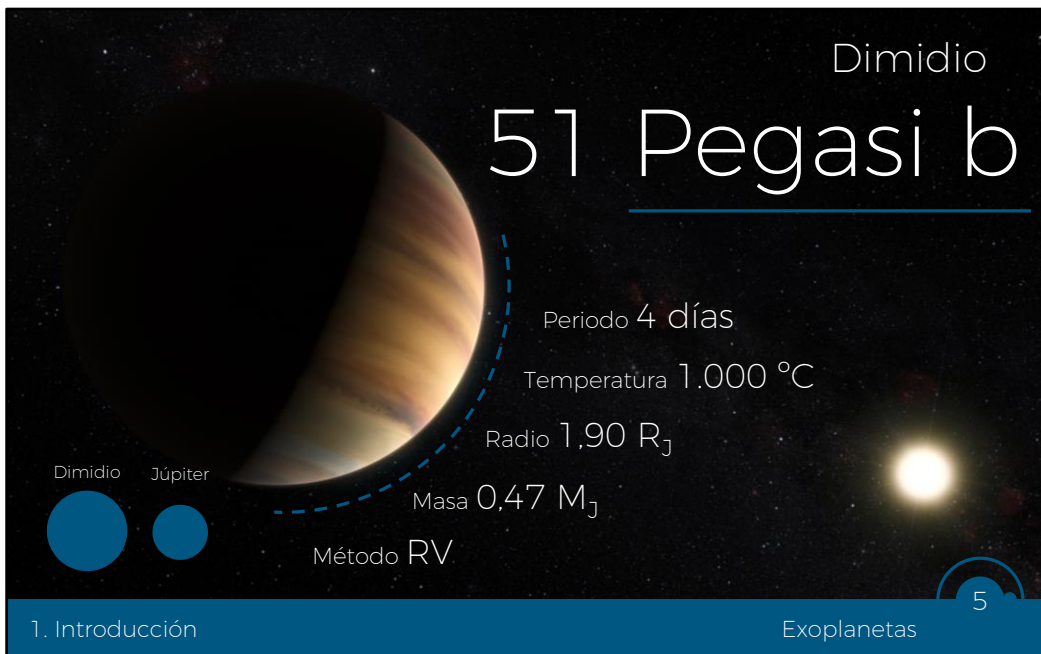 Dimidio
51 Pegasi b
Periodo 4 días
Temperatura 1.000 ºC
Radio 1,90 RJ
Masa 0,47 MJ
Método RV
Dimidio Júpiter
5
1. Introducción Exoplanetas